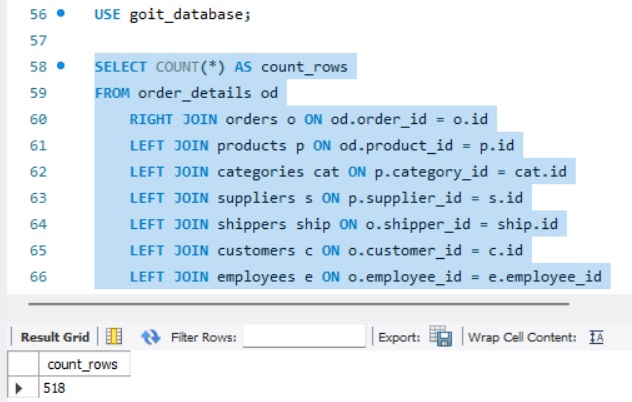 56 USE goit_database;
57
58 SELECT COUNT(*) AS count_rows
59 FROM order_details od
60 RIGHT JOIN orders o ON od.order_id = o.id
61 LEFT JOIN products p ON od.product_id = p.id
62 LEFT JOIN categories cat ON p.category_id = cat.id
63 LEFT JOIN suppliers s ON p.supplier_id = s.id
64 LEFT JOIN shippers ship ON o.shipper_id = ship.id
65 LEFT JOIN customers c ON o.customer_id = c.id
66 LEFT JOIN employees e ON o.employee_id = e.employee_id
Result Grid Filter Rows: Export: Wrap Cell Content:
count_rows
518